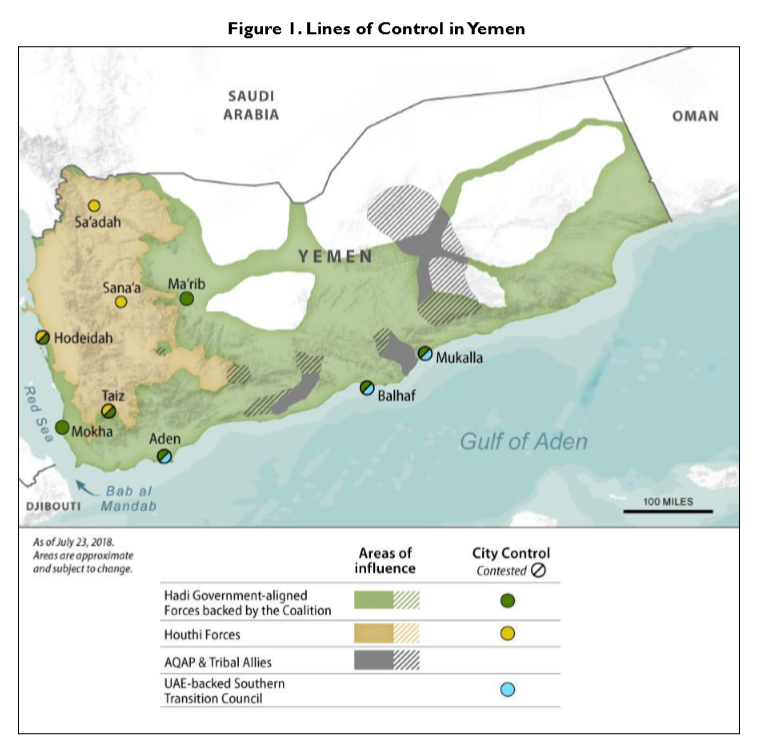 Figure 1. Lines of Control in Yemen
SAUDI
ARABIA
OMAN
Sa'adah
YEMEN
Sana'a
Ma'rib
Hodeidah
Mukalla
Taiz
Balhaf
Red Sea
Mokha
Aden
Gulf of Aden
Bab al
Mandab
DJIBOUTI
100 MILES
As of July 23, 2018.
Areas are approximate
and subject to change.
Areas of
influence
City Control
Contested
Hadi Government-aligned
Forces backed by the Coalition
Houthi Forces
AQAP & Tribal Allies
UAE-backed Southern
Transition Council